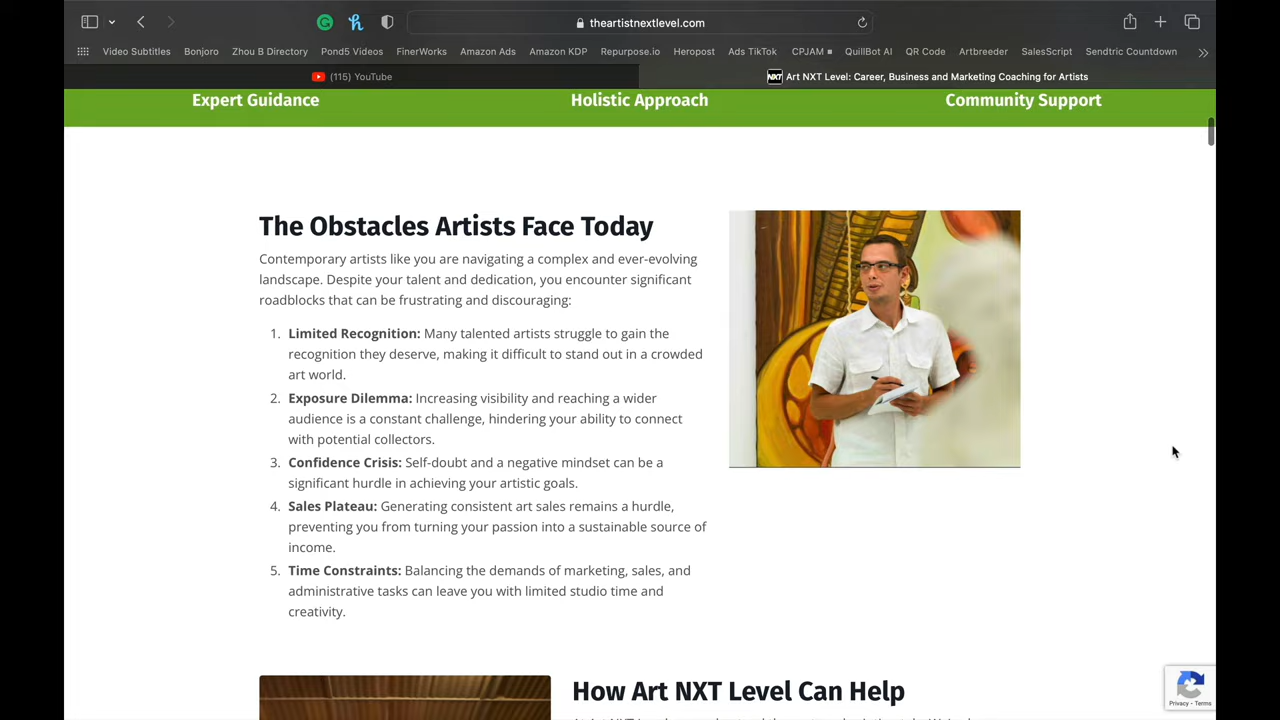 theartistnextlevel.com
Video Subtitles Bonjoro Zhou B Directory Pond5 Videos FinerWorks Amazon Ads Amazon KDP Repurpose.io Heropost Ads TikTok CPJAM QuillBot AI QR Code Artbreeder SalesScript Sendtric Countdown
(115) YouTube
NXT Art NXT Level: Career, Business and Marketing Coaching for Artists
Expert Guidance Holistic Approach Community Support
The Obstacles Artists Face Today
Contemporary artists like you are navigating a complex and ever-evolving
landscape. Despite your talent and dedication, you encounter significant
roadblocks that can be frustrating and discouraging:
1. Limited Recognition: Many talented artists struggle to gain the
recognition they deserve, making it difficult to stand out in a crowded
art world.
2. Exposure Dilemma: Increasing visibility and reaching a wider
audience is a constant challenge, hindering your ability to connect
with potential collectors.
3. Confidence Crisis: Self-doubt and a negative mindset can be a
significant hurdle in achieving your artistic goals.
4. Sales Plateau: Generating consistent art sales remains a hurdle,
preventing you from turning your passion into a sustainable source of
income.
5. Time Constraints: Balancing the demands of marketing, sales, and
administrative tasks can leave you with limited studio time and
creativity.
How Art NXT Level Can Help
Privacy - Terms